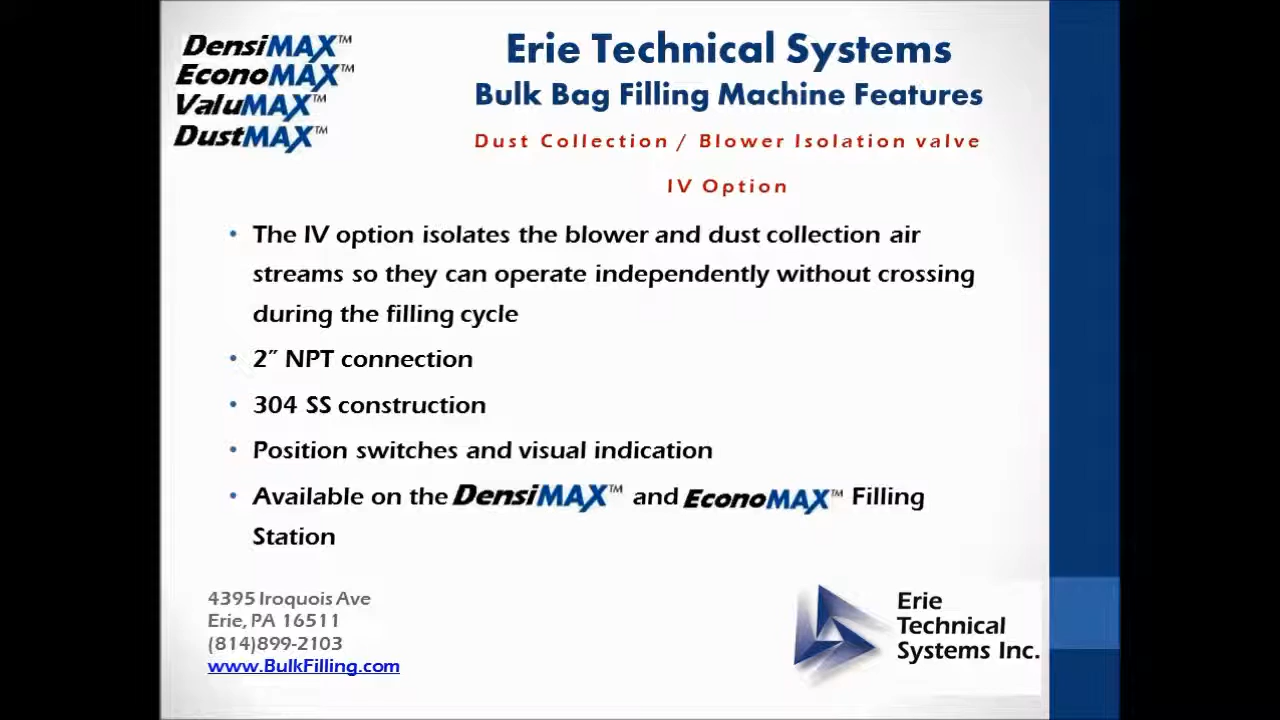 DensiMAX™
EconoMAX™
ValuMAX™
DustMAX™
Erie Technical Systems
Bulk Bag Filling Machine Features
Dust Collection / Blower Isolation valve
IV Option
• The IV option isolates the blower and dust collection air
streams so they can operate independently without crossing
during the filling cycle
• 2” NPT connection
• 304 SS construction
• Position switches and visual indication
• Available on the DensiMAX™ and EconoMAX™ Filling
Station
4395 Iroquois Ave
Erie, PA 16511
(814)899-2103
www.BulkFilling.com
Erie
Technical
Systems Inc.